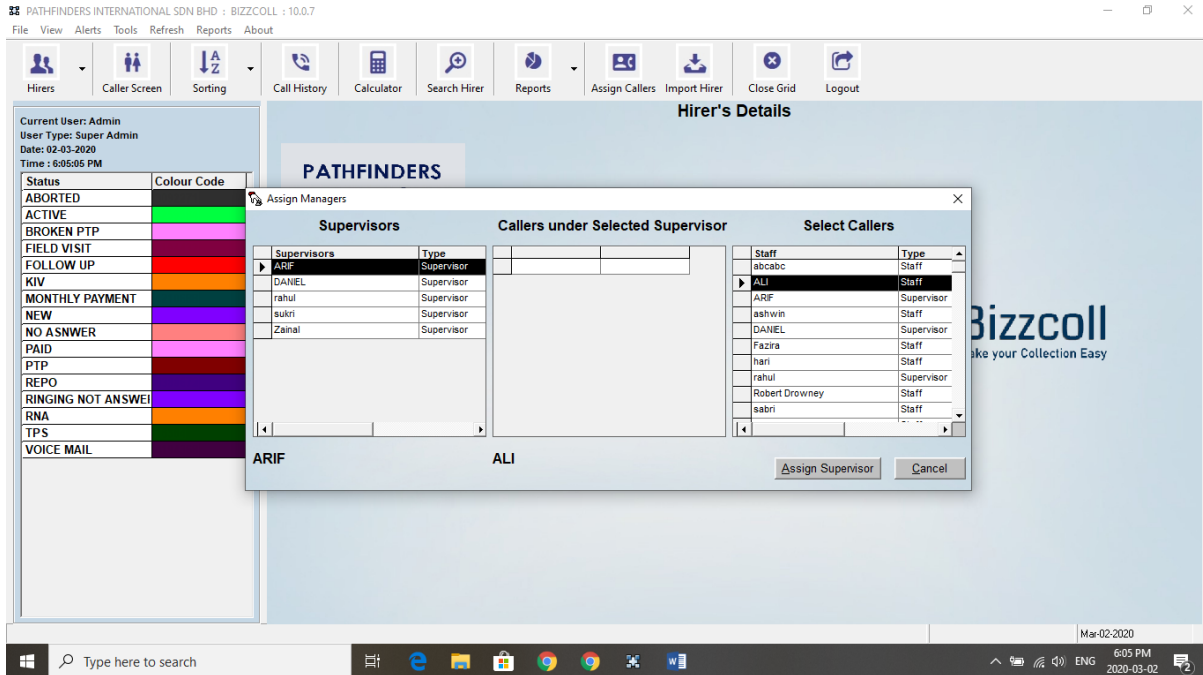 PATHFINDERS INTERNATIONAL SDN BHD : BIZZCOLL : 10.0.7
File View Alerts Tools Refresh Reports About
Hirers Caller Screen Sorting Call History Calculator Search Hirer Reports Assign Callers Import Hirer Close Grid Logout
Hirer's Details
Current User: Admin
User Type: Super Admin
Date: 02-03-2020
Time : 6:05:05 PM
Status Colour Code
ABORTED
ACTIVE
BROKEN PTP
FIELD VISIT
FOLLOW UP
KIV
MONTHLY PAYMENT
NEW
NO ASNWER
PAID
PTP
REPO
RINGING NOT ANSWE
RNA
TPS
VOICE MAIL
PATHFINDERS
Assign Managers
Supervisors Callers under Selected Supervisor Select Callers
Supervisors Type
ARIF Supervisor
DANIEL Supervisor
rahul Supervisor
sukri Supervisor
Zainal Supervisor
Staff Type
abcabc Staff
ALI Staff
ARIF Supervisor
ashwin Staff
DANIEL Supervisor
Fazira Staff
hari Staff
rahul Supervisor
Robert Drowney Staff
sabri Staff
ARIF ALI
Assign Supervisor Cancel
Bizzcoll
ake your Collection Easy
Mar-02-2020
Type here to search
ENG
6:05 PM
2020-03-02
2